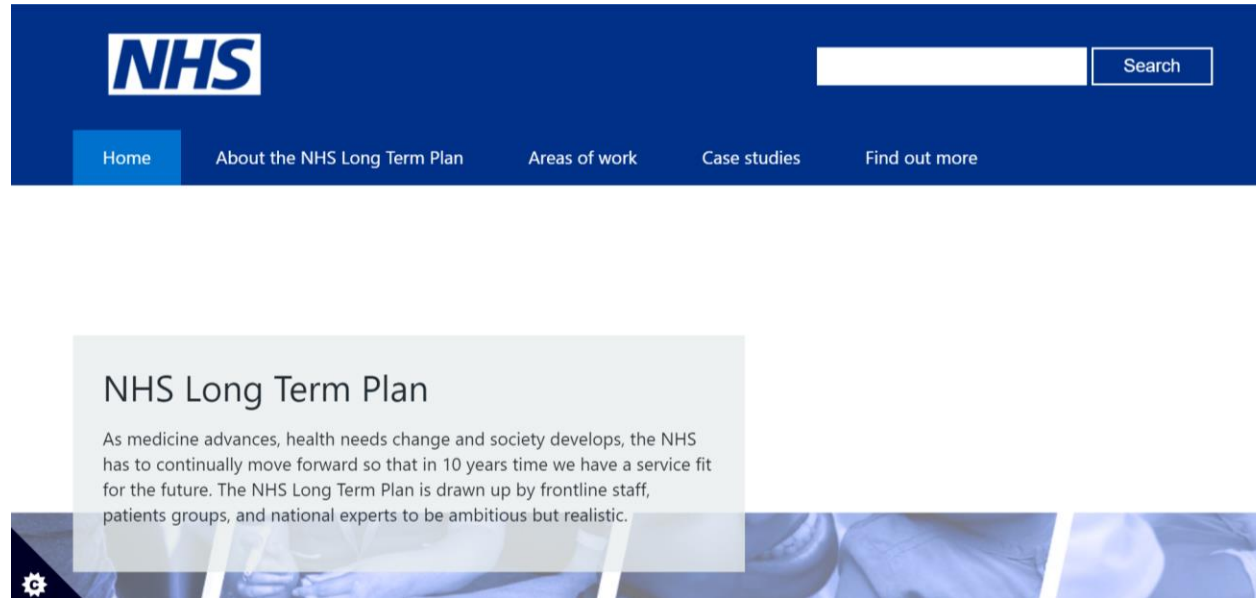 NHS
Search
Home About the NHS Long Term Plan Areas of work Case studies Find out more
NHS Long Term Plan
As medicine advances, health needs change and society develops, the NHS
has to continually move forward so that in 10 years time we have a service fit
for the future. The NHS Long Term Plan is drawn up by frontline staff,
patients groups, and national experts to be ambitious but realistic.
C